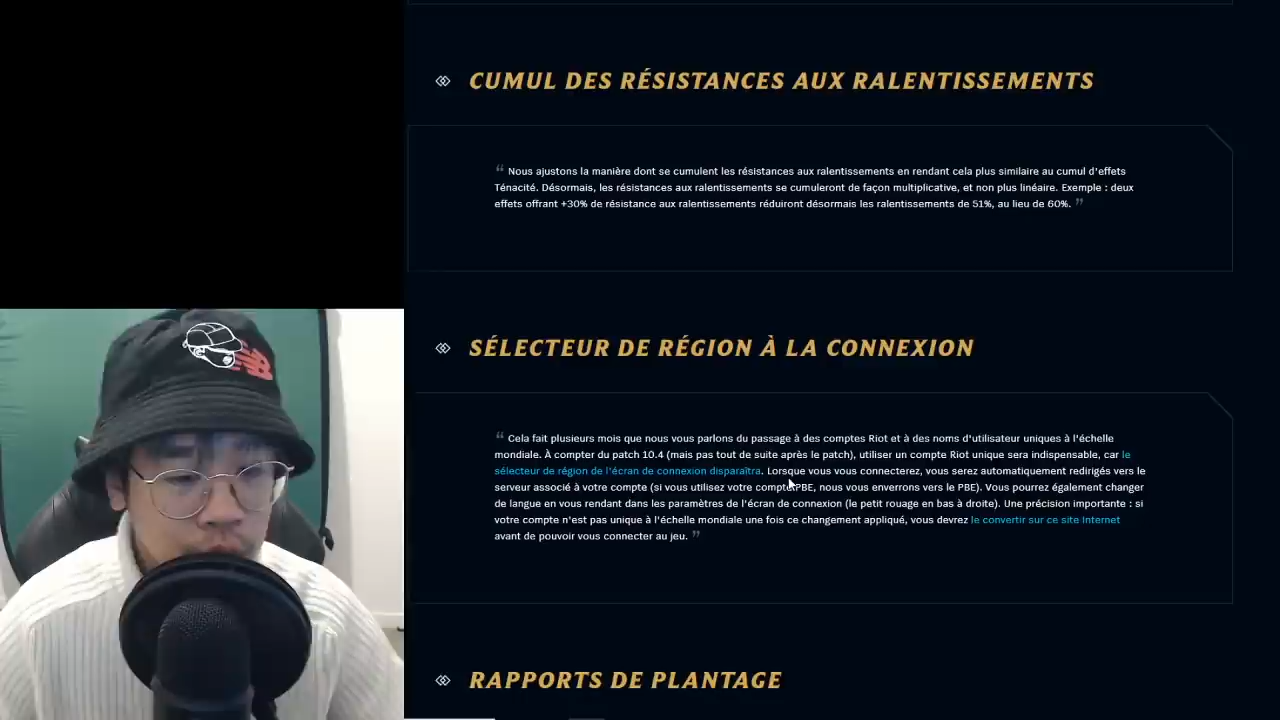 CUMUL DES RÉSISTANCES AUX RALENTISSEMENTS
“ Nous ajustons la manière dont se cumulent les résistances aux ralentissements en rendant cela plus similaire au cumul d'effets
Ténacité. Désormais, les résistances aux ralentissements se cumuleront de façon multiplicative, et non plus linéaire. Exemple : deux
effets offrant +30% de résistance aux ralentissements réduiront désormais les ralentissements de 51%, au lieu de 60%. ”
SÉLECTEUR DE RÉGION À LA CONNEXION
“ Cela fait plusieurs mois que nous vous parlons du passage à des comptes Riot et à des noms d'utilisateur uniques à l'échelle
mondiale. À compter du patch 10.4 (mais pas tout de suite après le patch), utiliser un compte Riot unique sera indispensable, car le
sélecteur de région de l'écran de connexion disparaîtra. Lorsque vous vous connecterez, vous serez automatiquement redirigés vers le
serveur associé à votre compte (si vous utilisez votre compte PBE, nous vous enverrons vers le PBE). Vous pourrez également changer
de langue en vous rendant dans les paramètres de l'écran de connexion (le petit rouage en bas à droite). Une précision importante : si
votre compte n'est pas unique à l'échelle mondiale une fois ce changement appliqué, vous devrez le convertir sur ce site Internet
avant de pouvoir vous connecter au jeu. ”
RAPPORTS DE PLANTAGE